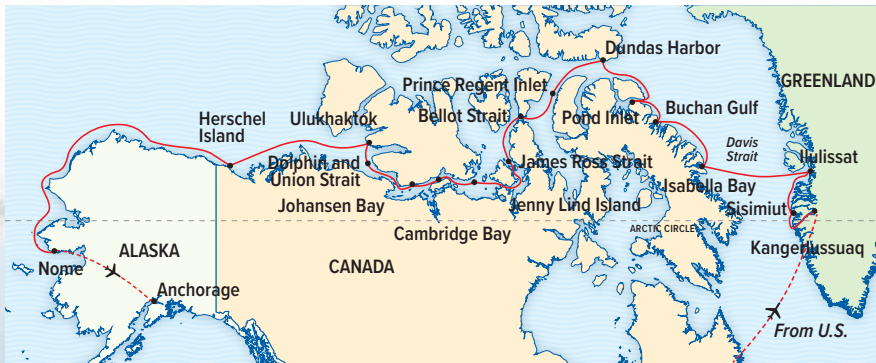 Dundas Harbor
Prince Regent Inlet
GREENLAND
Herschel
Island
Ulukhaktok
Bellot Strait
Pond Inlet
Buchan Gulf
Davis
Strait
Ilulissat
Dolphin and
Union Strait
James Ross Strait
Isabella Bay
Johansen Bay
Jenny Lind Island
Sisimiut
Cambridge Bay
ARCTIC CIRCLE
Kangerlussuaq
ALASKA
Nome
CANADA
Anchorage
From U.S.